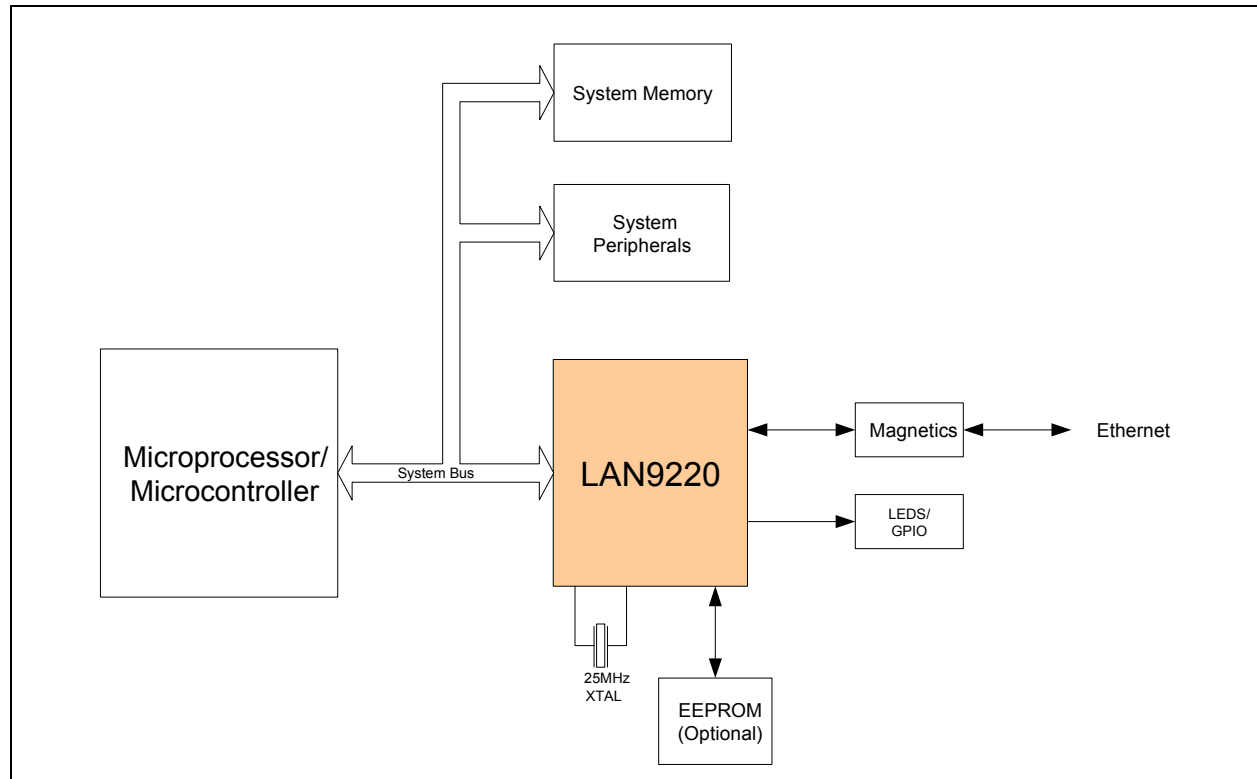 System Memory
System
Peripherals
Microprocessor/
Microcontroller
System Bus
LAN9220
Magnetics
Ethernet
LEDS/
GPIO
25MHz
XTAL
EEPROM
(Optional)